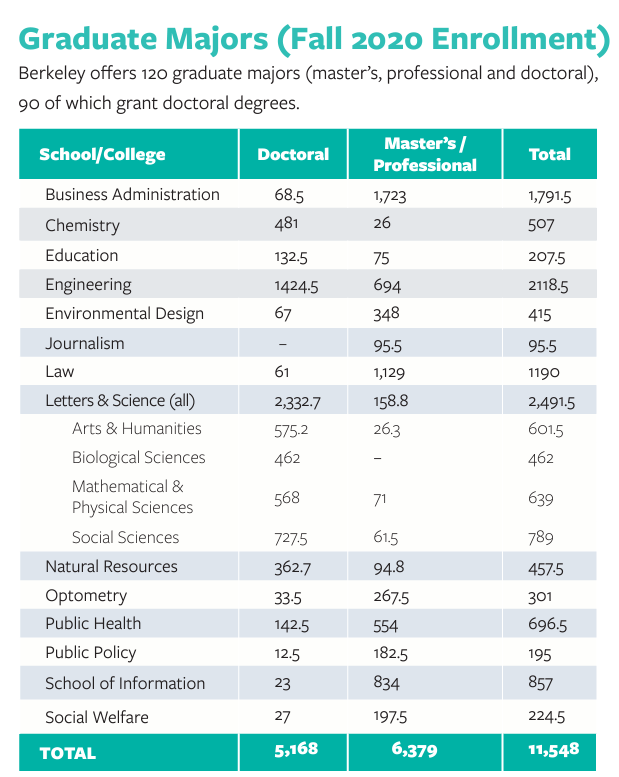 Graduate Majors (Fall 2020 Enrollment)
Berkeley offers 120 graduate majors (master's, professional and doctoral),
90 of which grant doctoral degrees.
School/College Doctoral Master's / Professional Total
Business Administration 68.5 1,723 1,791.5
Chemistry 481 26 507
Education 132.5 75 207.5
Engineering 1424.5 694 2118.5
Environmental Design 67 348 415
Journalism – 95.5 95.5
Law 61 1,129 1190
Letters & Science (all) 2,332.7 158.8 2,491.5
Arts & Humanities 575.2 26.3 601.5
Biological Sciences 462 – 462
Mathematical &
Physical Sciences 568 71 639
Social Sciences 727.5 61.5 789
Natural Resources 362.7 94.8 457.5
Optometry 33.5 267.5 301
Public Health 142.5 554 696.5
Public Policy 12.5 182.5 195
School of Information 23 834 857
Social Welfare 27 197.5 224.5
TOTAL 5,168 6,379 11,548